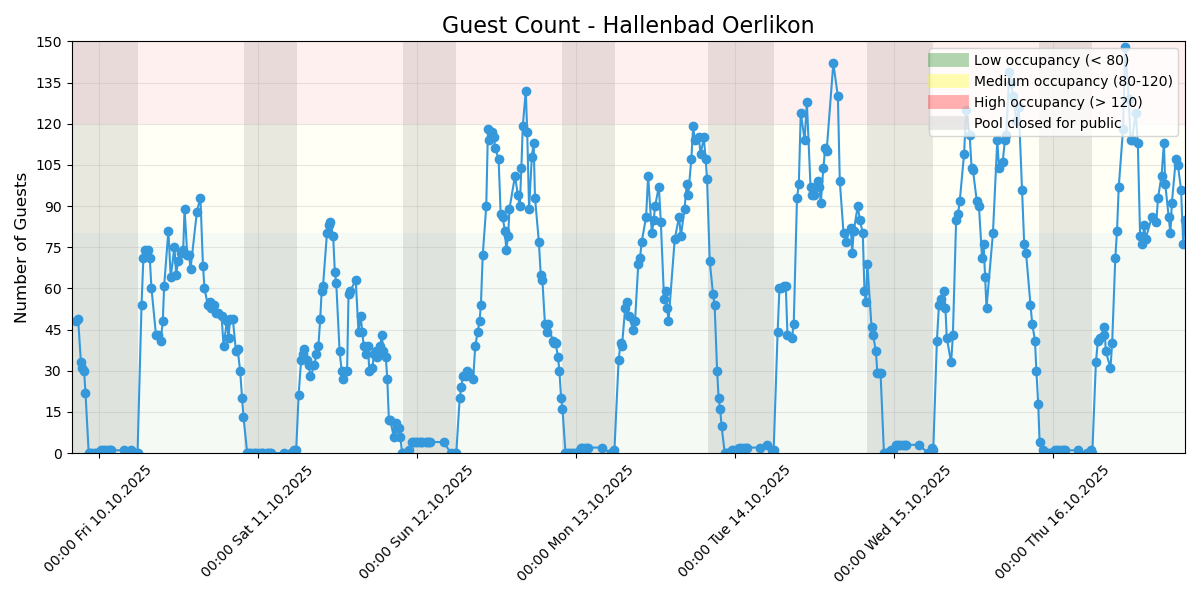 Guest Count - Hallenbad Oerlikon
Number of Guests
150
135
120
105
90
75
60
45
30
15
0
Low occupancy (< 80)
Medium occupancy (80-120)
High occupancy (> 120)
Pool closed for public
00:00 Fri 10.10.2025
00:00 Sat 11.10.2025
00:00 Sun 12.10.2025
00:00 Mon 13.10.2025
00:00 Tue 14.10.2025
00:00 Wed 15.10.2025
00:00 Thu 16.10.2025